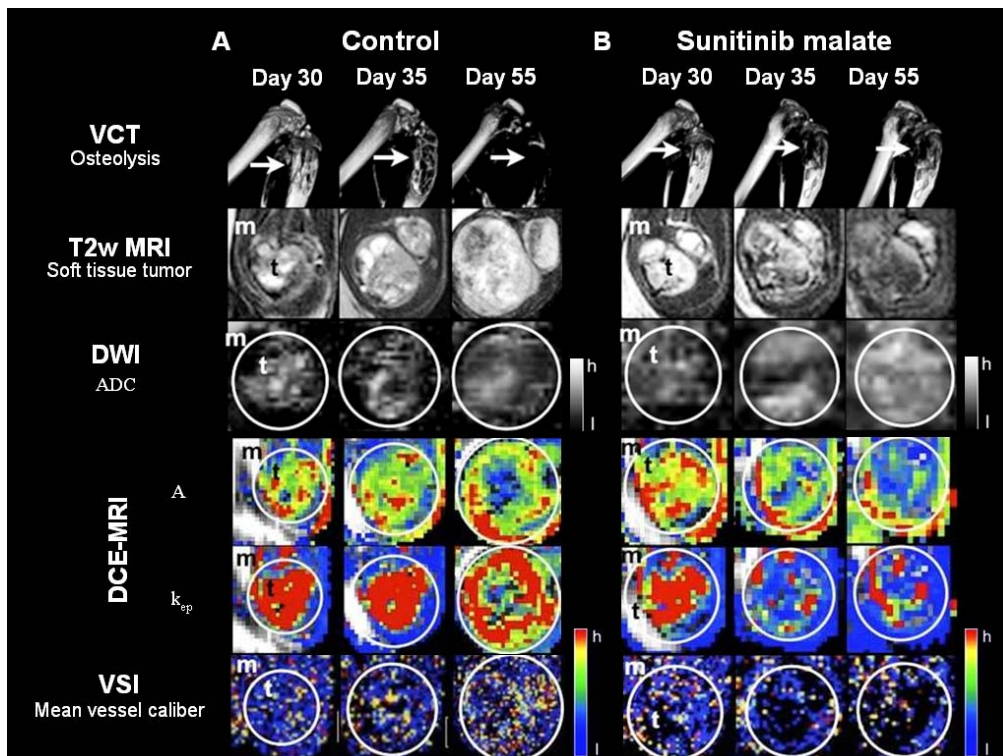 A Control B Sunitinib malate
Day 30 Day 35 Day 55 Day 30 Day 35 Day 55
VCT
Osteolysis
T2w MRI
Soft tissue tumor
m
t
m
t
DWI
ADC
m
t
h
l
m
t
h
l
DCE-MRI
A
m
t
m
t
k_ep
m
t
h
l
m
t
h
l
VSI
Mean vessel caliber
m
t
m
t